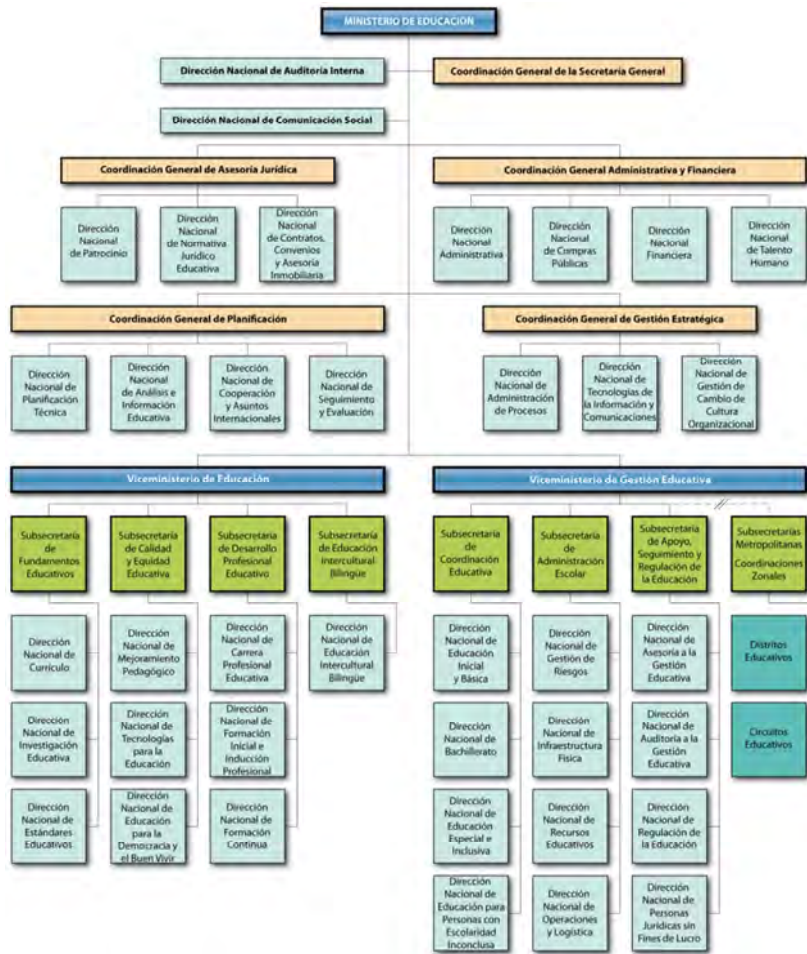 MINISTERIO DE EDUCACIÓN
Dirección Nacional de Auditoría Interna
Coordinación General de la Secretaría General
Dirección Nacional de Comunicación Social
Coordinación General de Asesoría Jurídica
Coordinación General Administrativa y Financiera
Dirección
Nacional
de Patrocinio
Dirección
Nacional
de Normativa
Jurídico
Educativa
Dirección
Nacional
de Contratos,
Convenios
y Asesoría
Inmobiliaria
Dirección
Nacional
Administrativa
Dirección
Nacional
de Compras
Públicas
Dirección
Nacional
Financiera
Dirección
Nacional
de Talento
Humano
Coordinación General de Planificación
Coordinación General de Gestión Estratégica
Dirección
Nacional de
Planificación
Técnica
Dirección
Nacional
de Análisis e
Información
Educativa
Dirección
Nacional de
Cooperación
y Asuntos
Internacionales
Dirección
Nacional de
Seguimiento
y Evaluación
Dirección
Nacional de
Administración
de Procesos
Dirección
Nacional de
Tecnologías de
la Información y
Comunicaciones
Dirección
Nacional de
Gestión de
Cambio de
Cultura
Organizacional
Viceministerio de Educación
Viceministerio de Gestión Educativa
Subsecretaría
de
Fundamentos
Educativos
Subsecretaría
de Calidad
y Equidad
Educativa
Subsecretaría
de Desarrollo
Profesional
Educativo
Subsecretaría
de Educación
Intercultural
Bilingüe
Subsecretaría
de
Coordinación
Educativa
Subsecretaría
de
Administración
Escolar
Subsecretaría
de Apoyo,
Seguimiento y
Regulación de
la Educación
Subsecretarías
Metropolitanas
Coordinaciones
Zonales
Dirección
Nacional de
Currículo
Dirección
Nacional de
Mejoramiento
Pedagógico
Dirección
Nacional de
Carrera
Profesional
Educativa
Dirección
Nacional de
Educación
Intercultural
Bilingüe
Dirección
Nacional de
Educación
Inicial
y Básica
Dirección
Nacional de
Gestión de
Riesgos
Dirección
Nacional de
Asesoría a la
Gestión
Educativa
Distritos
Educativos
Dirección
Nacional de
Investigación
Educativa
Dirección
Nacional de
Tecnologías
para la
Educación
Dirección
Nacional de
Formación
Inicial e
Inducción
Profesional
Dirección
Nacional de
Bachillerato
Dirección
Nacional de
Infraestructura
Física
Dirección
Nacional de
Auditoría a la
Gestión
Educativa
Circuitos
Educativos
Dirección
Nacional de
Estándares
Educativos
Dirección
Nacional de
Educación
para la
Democracia y
el Buen Vivir
Dirección
Nacional de
Formación
Continua
Dirección
Nacional de
Educación
Especial e
Inclusiva
Dirección
Nacional de
Recursos
Educativos
Dirección
Nacional de
Regulación de
la Educación
Dirección
Nacional de
Educación para
Personas con
Escolaridad
Inconclusa
Dirección
Nacional de
Operaciones
y Logística
Dirección
Nacional de
Personas
Jurídicas sin
Fines de Lucro